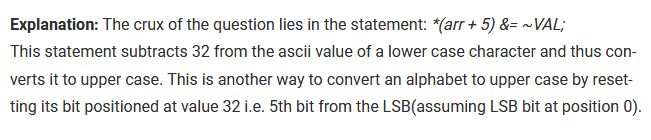 Explanation: The crux of the question lies in the statement: *(arr + 5) &= ~VAL;
This statement subtracts 32 from the ascii value of a lower case character and thus con-
verts it to upper case. This is another way to convert an alphabet to upper case by reset-
ting its bit positioned at value 32 i.e. 5th bit from the LSB(assuming LSB bit at position 0).